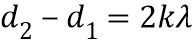 d₂ – d₁ = 2kλ